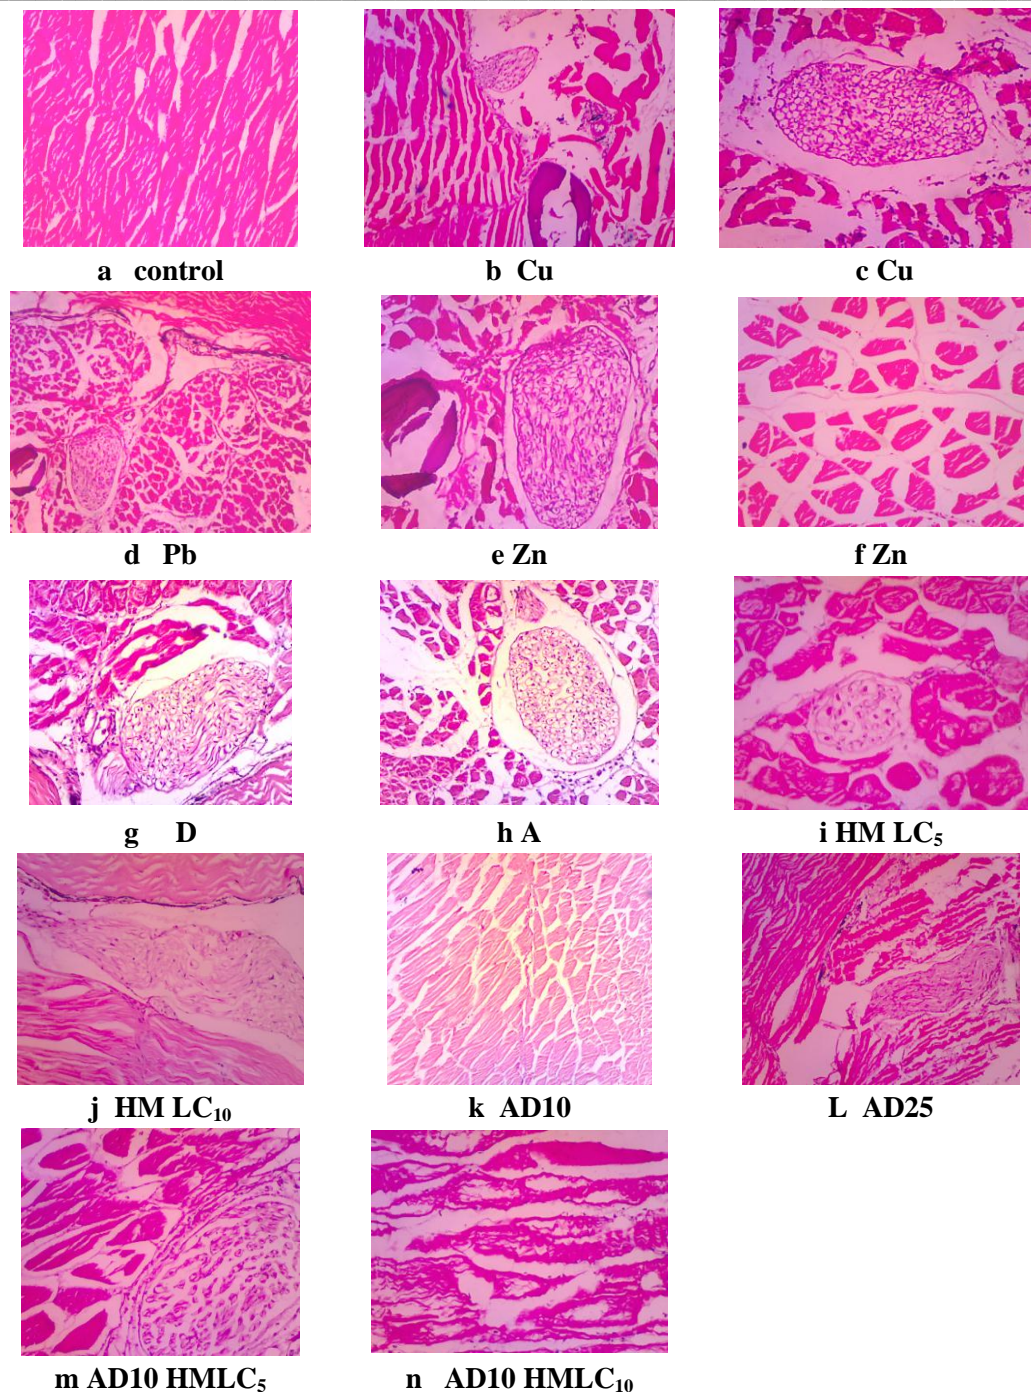 a control
b Cu
c Cu
d Pb
e Zn
f Zn
g D
h A
i HM LC₅
j HM LC₁₀
k AD10
L AD25
m AD10 HMLC₅
n AD10 HMLC₁₀